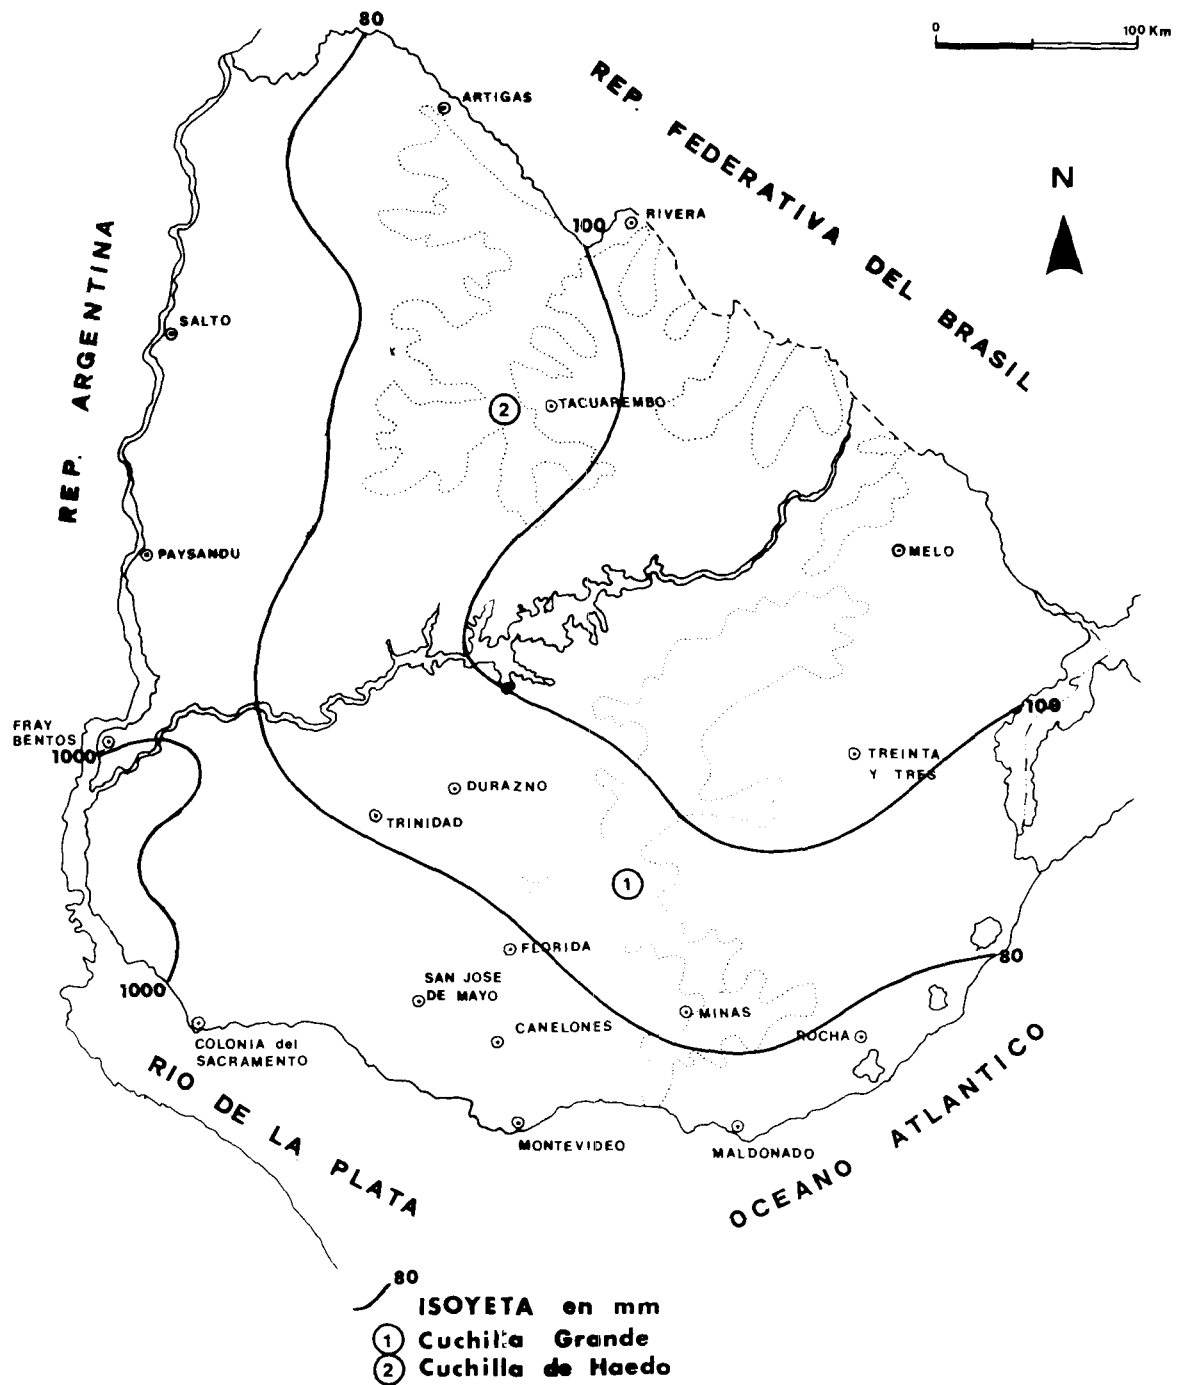 80
0 100 Km
ARTIGAS
REP. FEDERATIVA DEL BRASIL
N
100
RIVERA
REP. ARGENTINA
SALTO
2
TACUAREMBO
PAYSANDU
MELO
FRAY
BENTOS
1000
100
TREINTA
Y TRES
DURAZNO
TRINIDAD
1
FLORIDA
80
SAN JOSE
DE MAYO
1000
MINAS
CANELONES
ROCHA
COLONIA del
SACRAMENTO
RIO DE LA PLATA
MONTEVIDEO
MALDONADO
OCEANO ATLANTICO
80
ISOYETA en mm
1 Cuchilla Grande
2 Cuchilla de Haedo